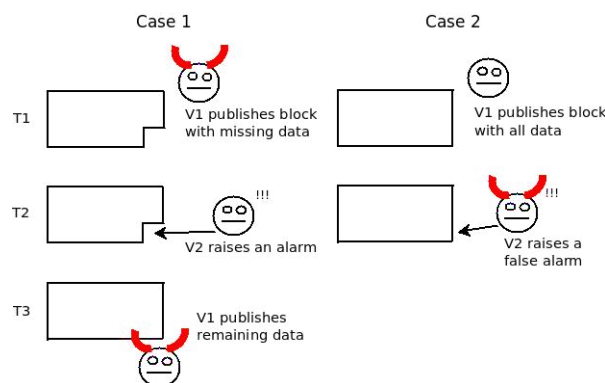 Case 1
Case 2
T1
V1 publishes block
with missing data
V1 publishes block
with all data
T2
!!!
V2 raises an alarm
!!!
V2 raises a
false alarm
T3
V1 publishes
remaining data